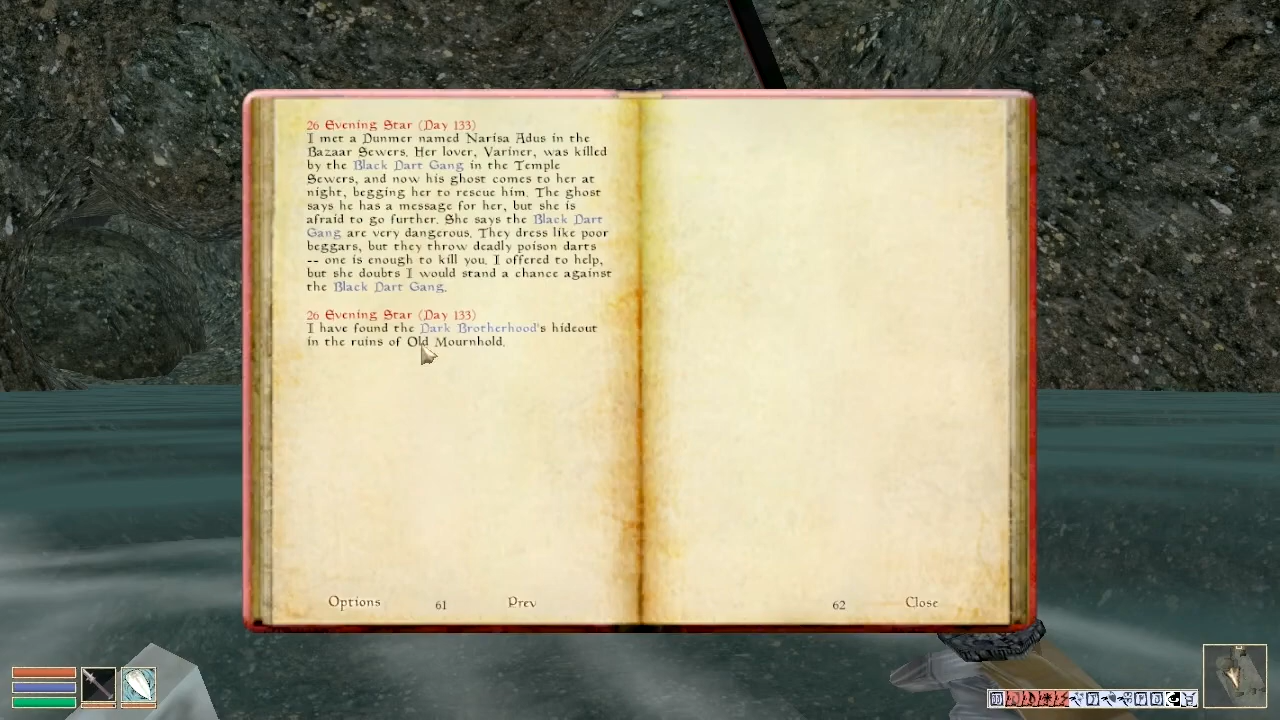 26 Evening Star (Day 133)
I met a Dunmer named Narisa Adus in the
Bazaar Sewers. Her lover, Variner, was killed
by the Black Dart Gang in the Temple
Sewers, and now his ghost comes to her at
night, begging her to rescue him. The ghost
says he has a message for her, but she is
afraid to go further. She says the Black Dart
Gang are very dangerous. They dress like poor
beggars, but they throw deadly poison darts
-- one is enough to kill you. I offered to help,
but she doubts I would stand a chance against
the Black Dart Gang.
26 Evening Star (Day 133)
I have found the Dark Brotherhood's hideout
in the ruins of Old Mournhold.
Options
61
Prev
62
Close